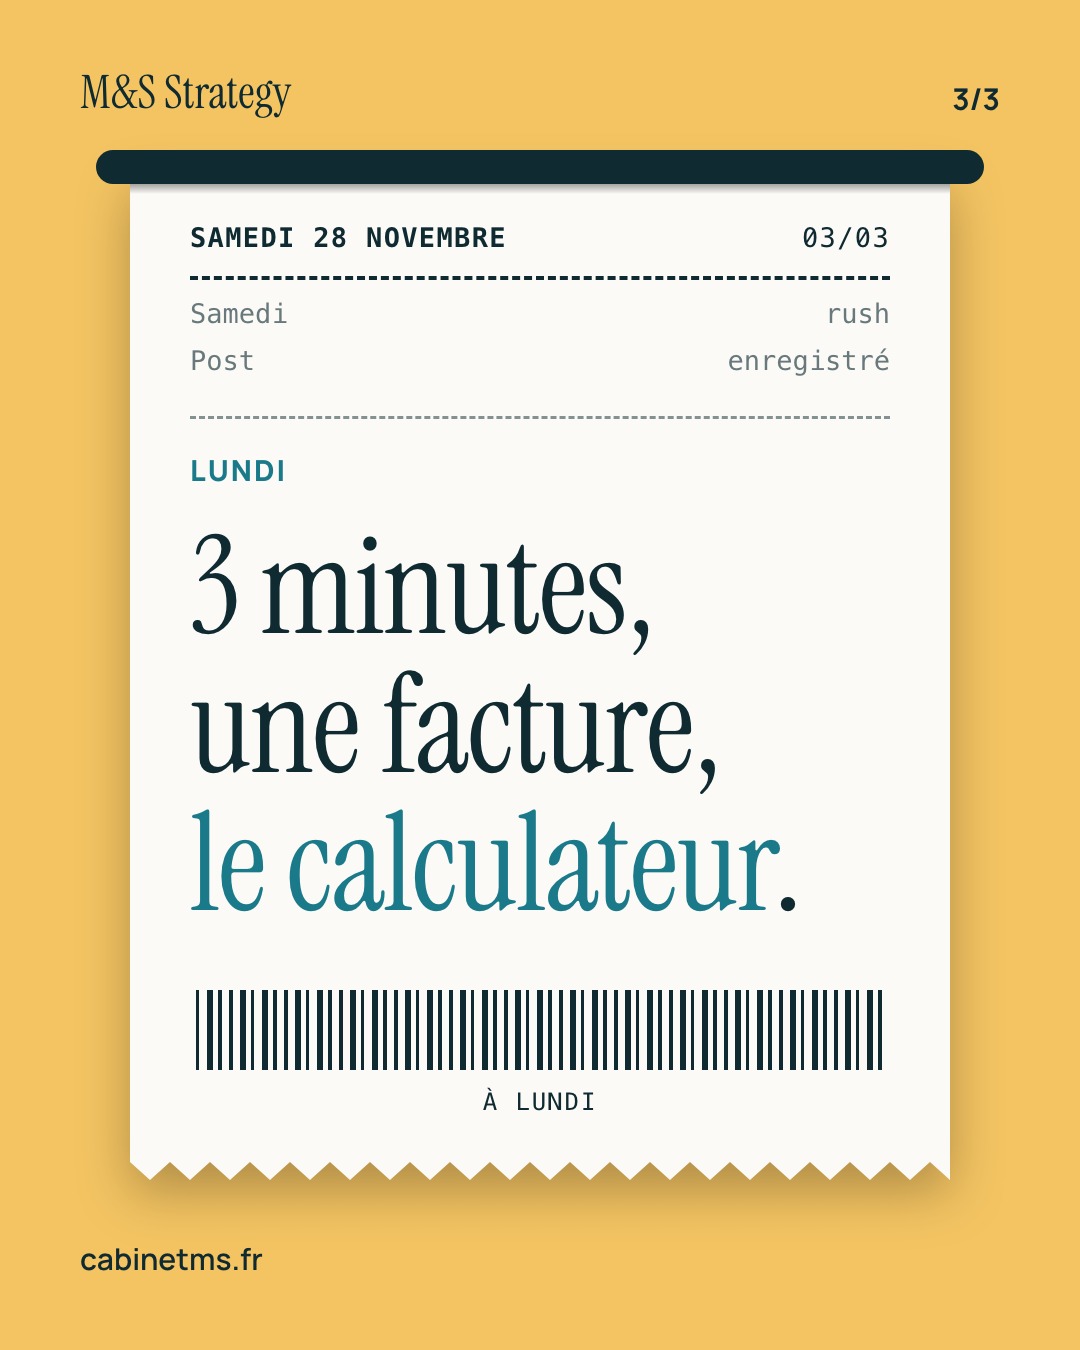 M&S Strategy
3/3
SAMEDI 28 NOVEMBRE 03/03
Samedi rush
Post enregistré
LUNDI
3 minutes,
une facture,
le calculateur.
À LUNDI
cabinetms.fr